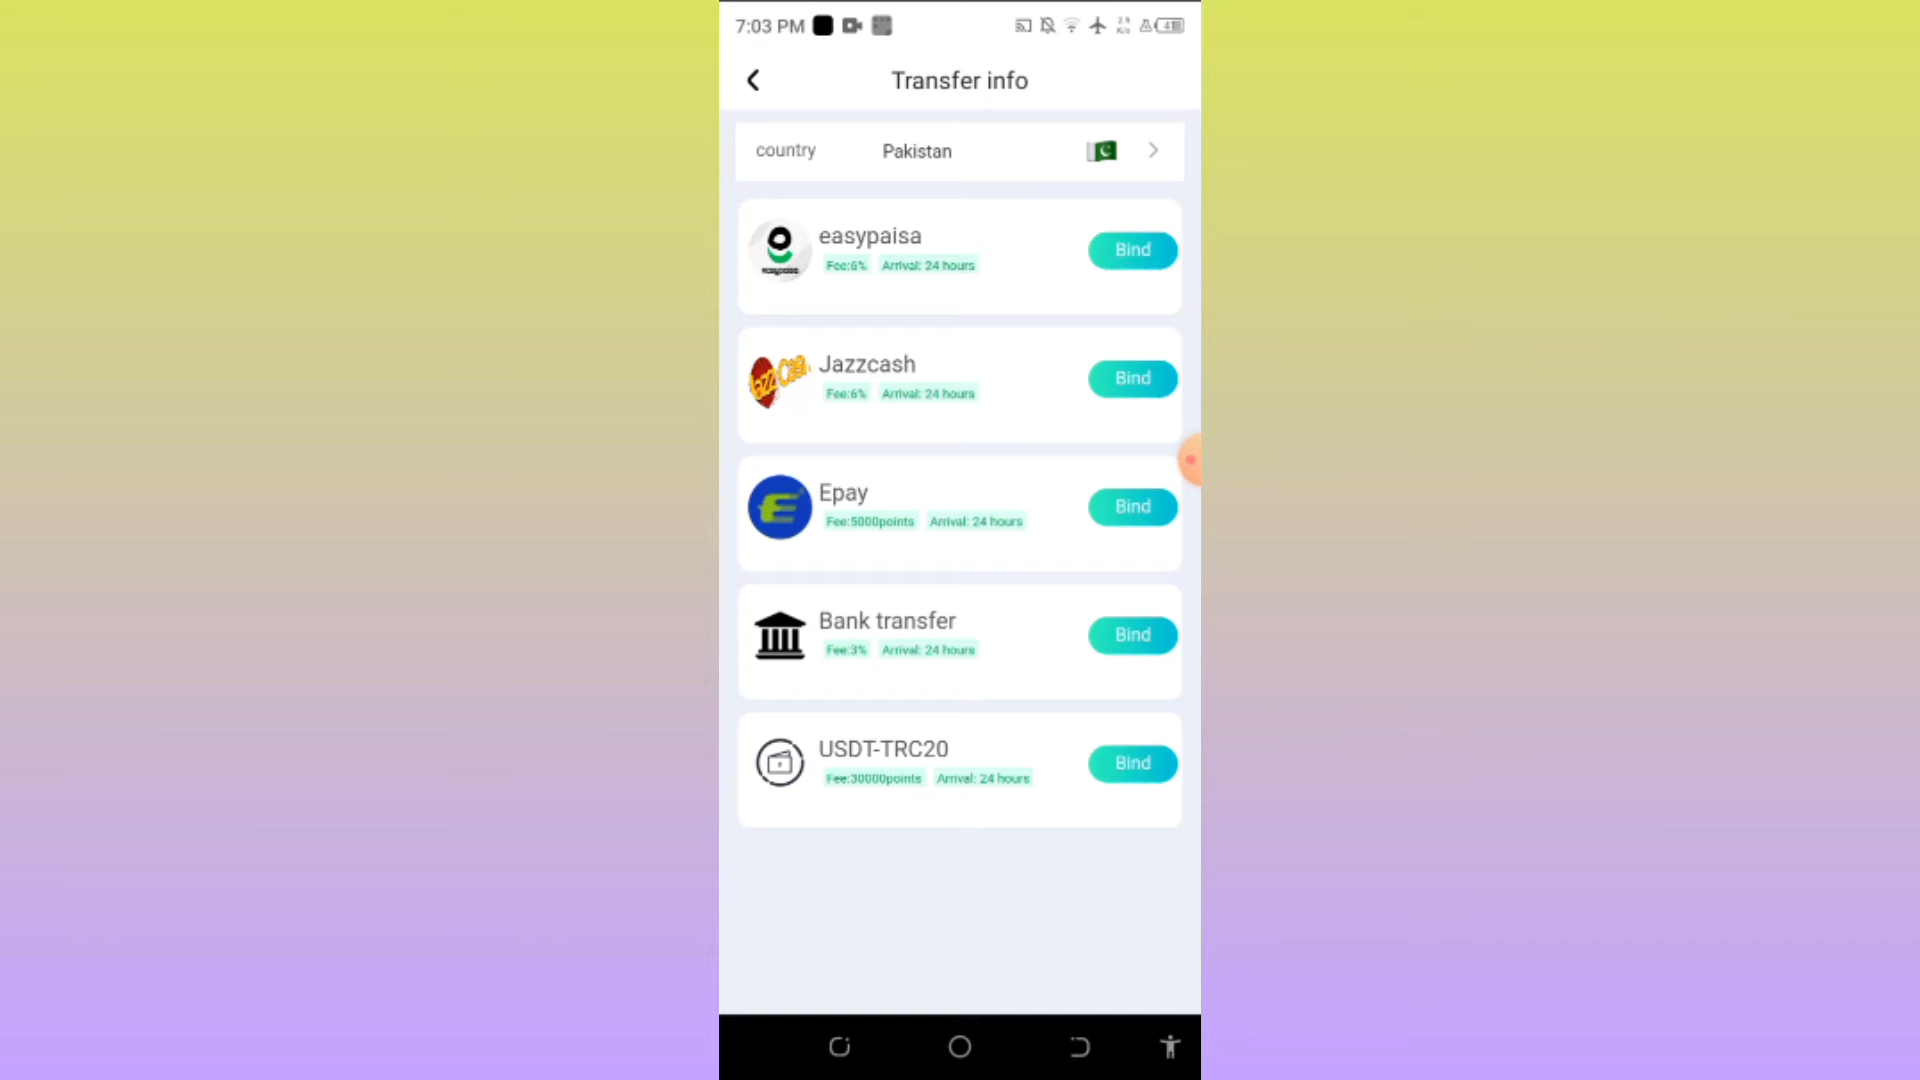 7:03 PM
Transfer info
country Pakistan
easypaisa
Fee:6% Arrival: 24 hours
Bind
Jazzcash
Fee:6% Arrival: 24 hours
Bind
Epay
Fee:5000points Arrival: 24 hours
Bind
Bank transfer
Fee:3% Arrival: 24 hours
Bind
USDT-TRC20
Fee:30000points Arrival: 24 hours
Bind